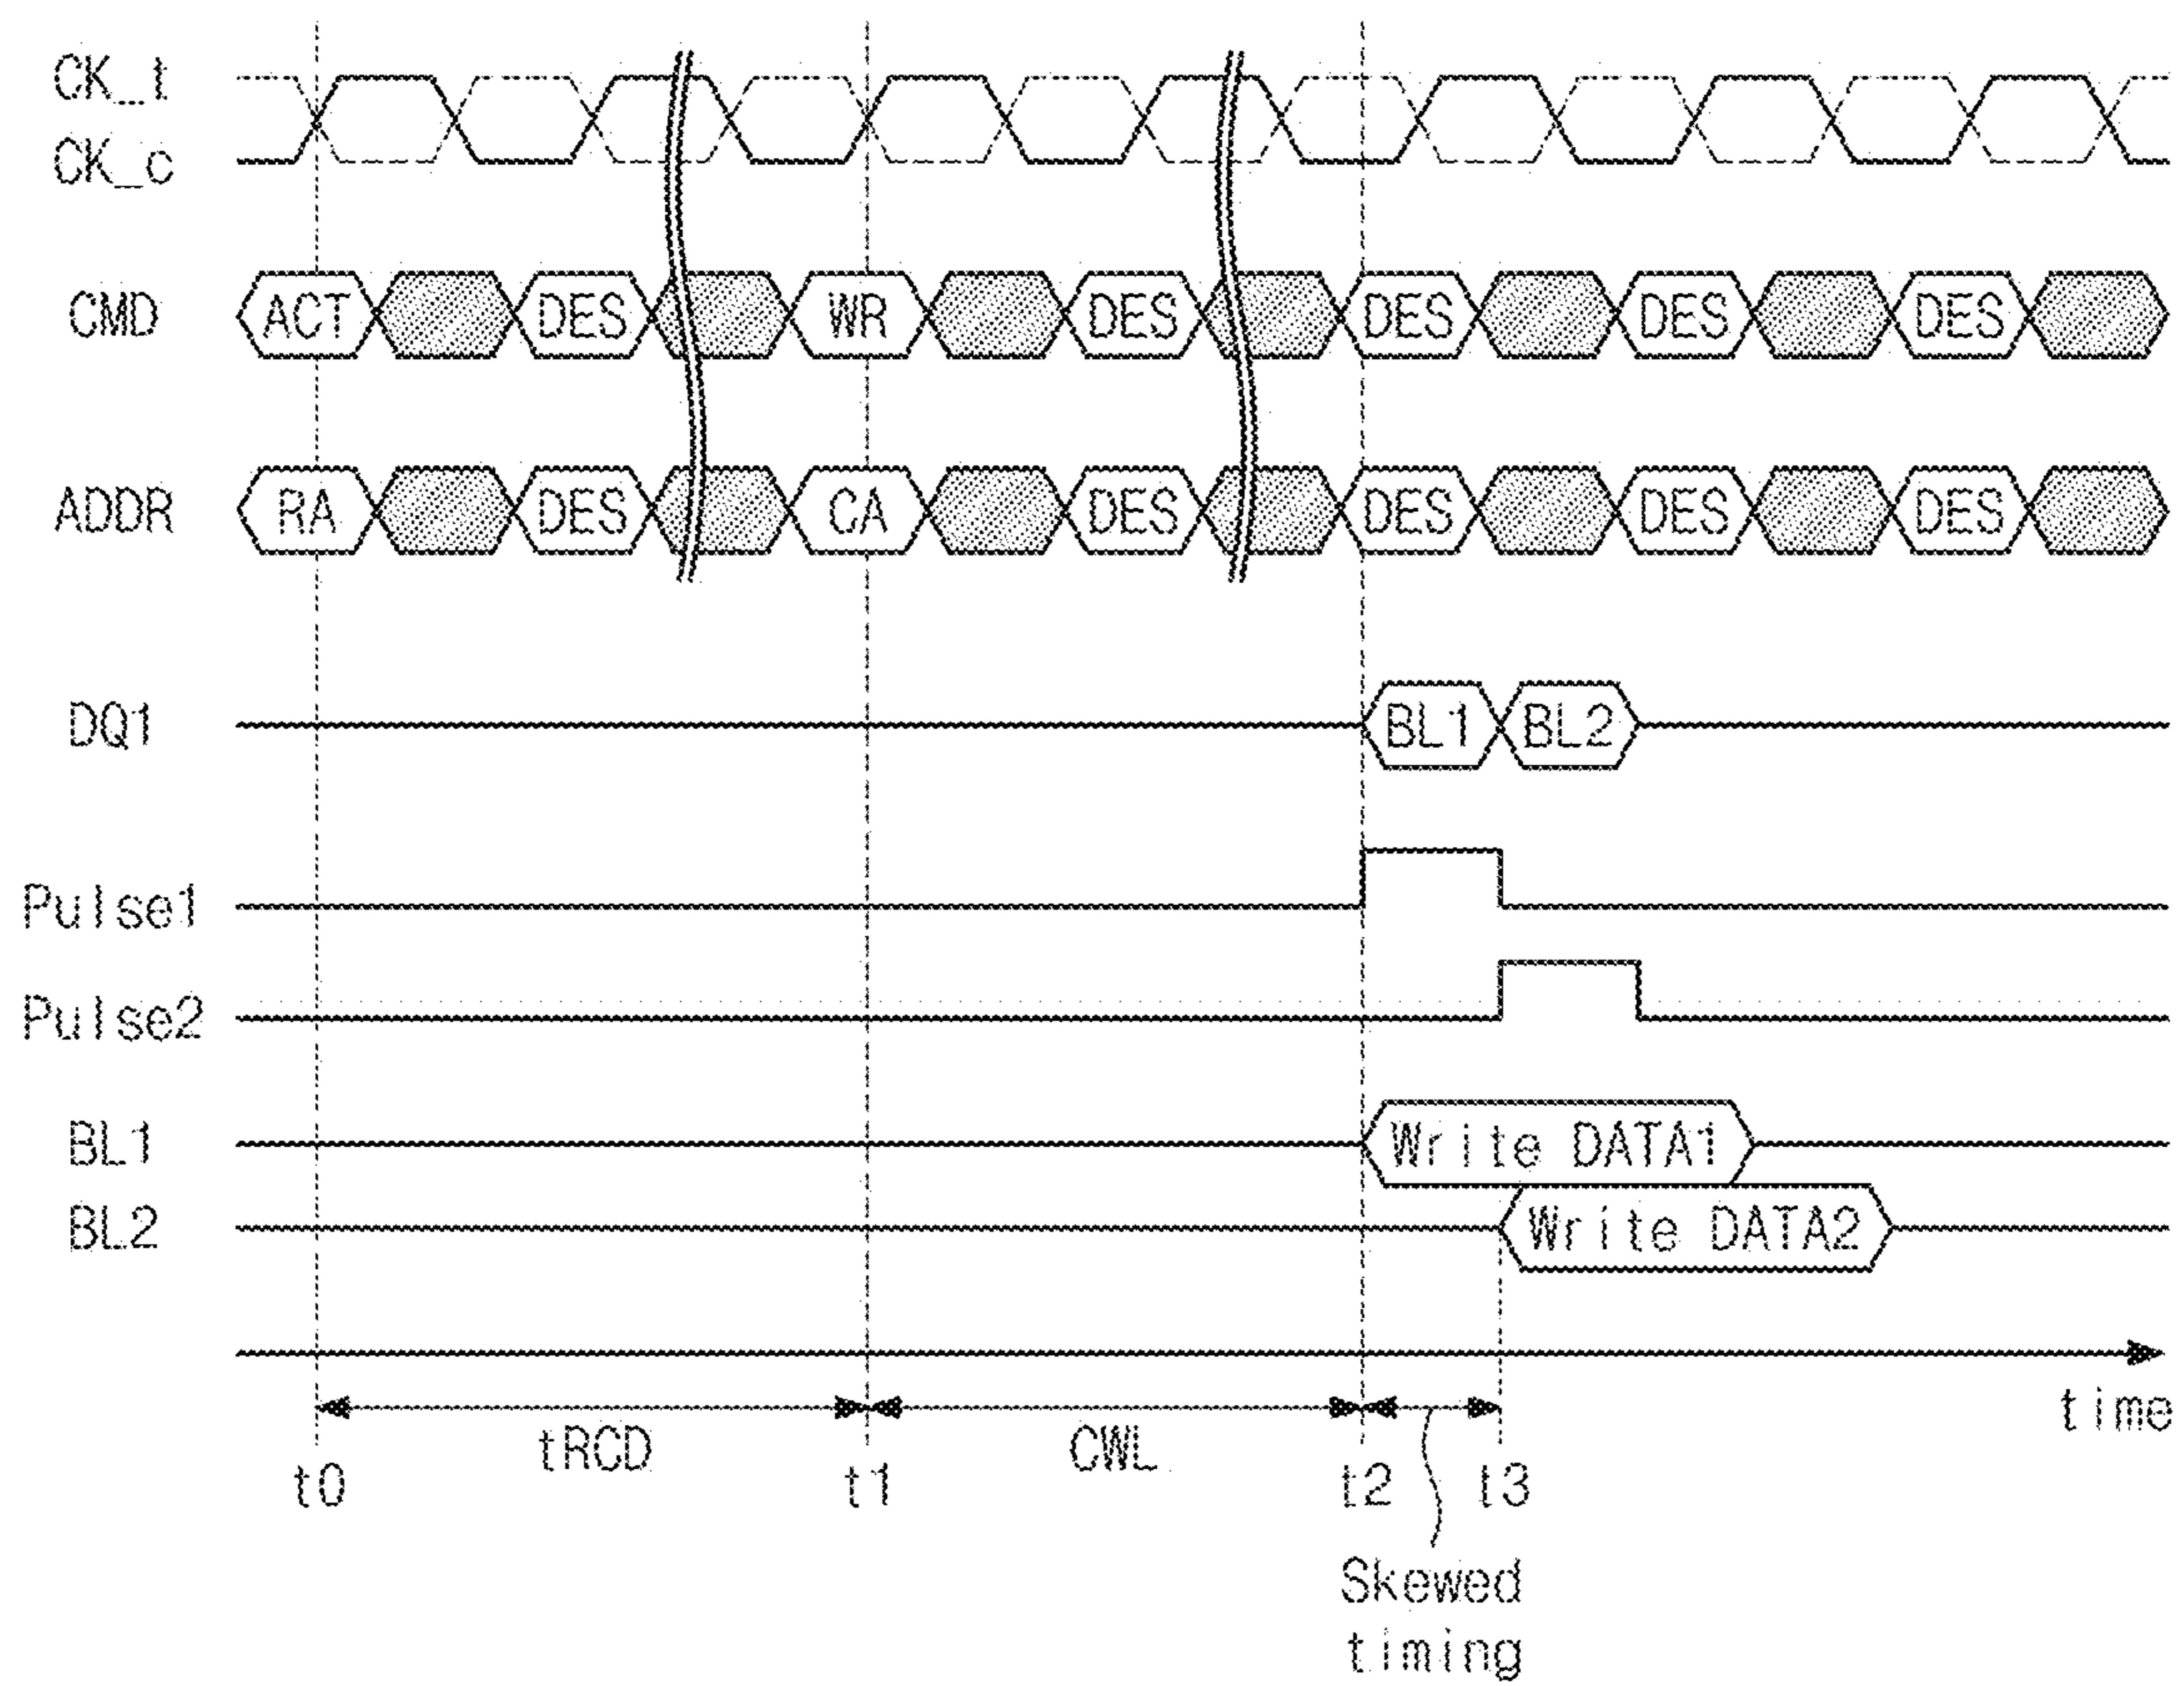 CK_t
CK_c
CMD ACT DES WR DES DES DES DES
ADDR RA DES CA DES DES DES DES
DQ1 BL1 BL2
Pulse1
Pulse2
BL1 Write DATA1
BL2 Write DATA2
time
tRCD CWL
t0 t1 t2 t3
Skewed
timing